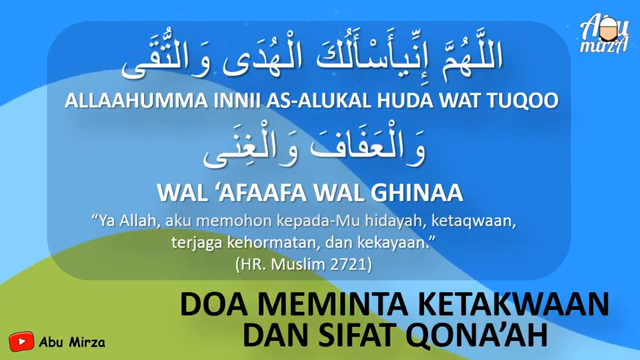 Abu
mirzA
اللَّهُمَّ إِنِّيأَسْأَلُكَ الْهُدَى وَالتُّقَى
ALLAAHUMMA INNII AS-ALUKAL HUDA WAT TUQOO
وَالْعَفَافَ وَالْغِنَى
WAL ‘AFAAFA WAL GHINAA
“Ya Allah, aku memohon kepada-Mu hidayah, ketaqwaan,
terjaga kehormatan, dan kekayaan.”
(HR. Muslim 2721)
DOA MEMINTA KETAKWAAN
DAN SIFAT QONA’AH
Abu Mirza